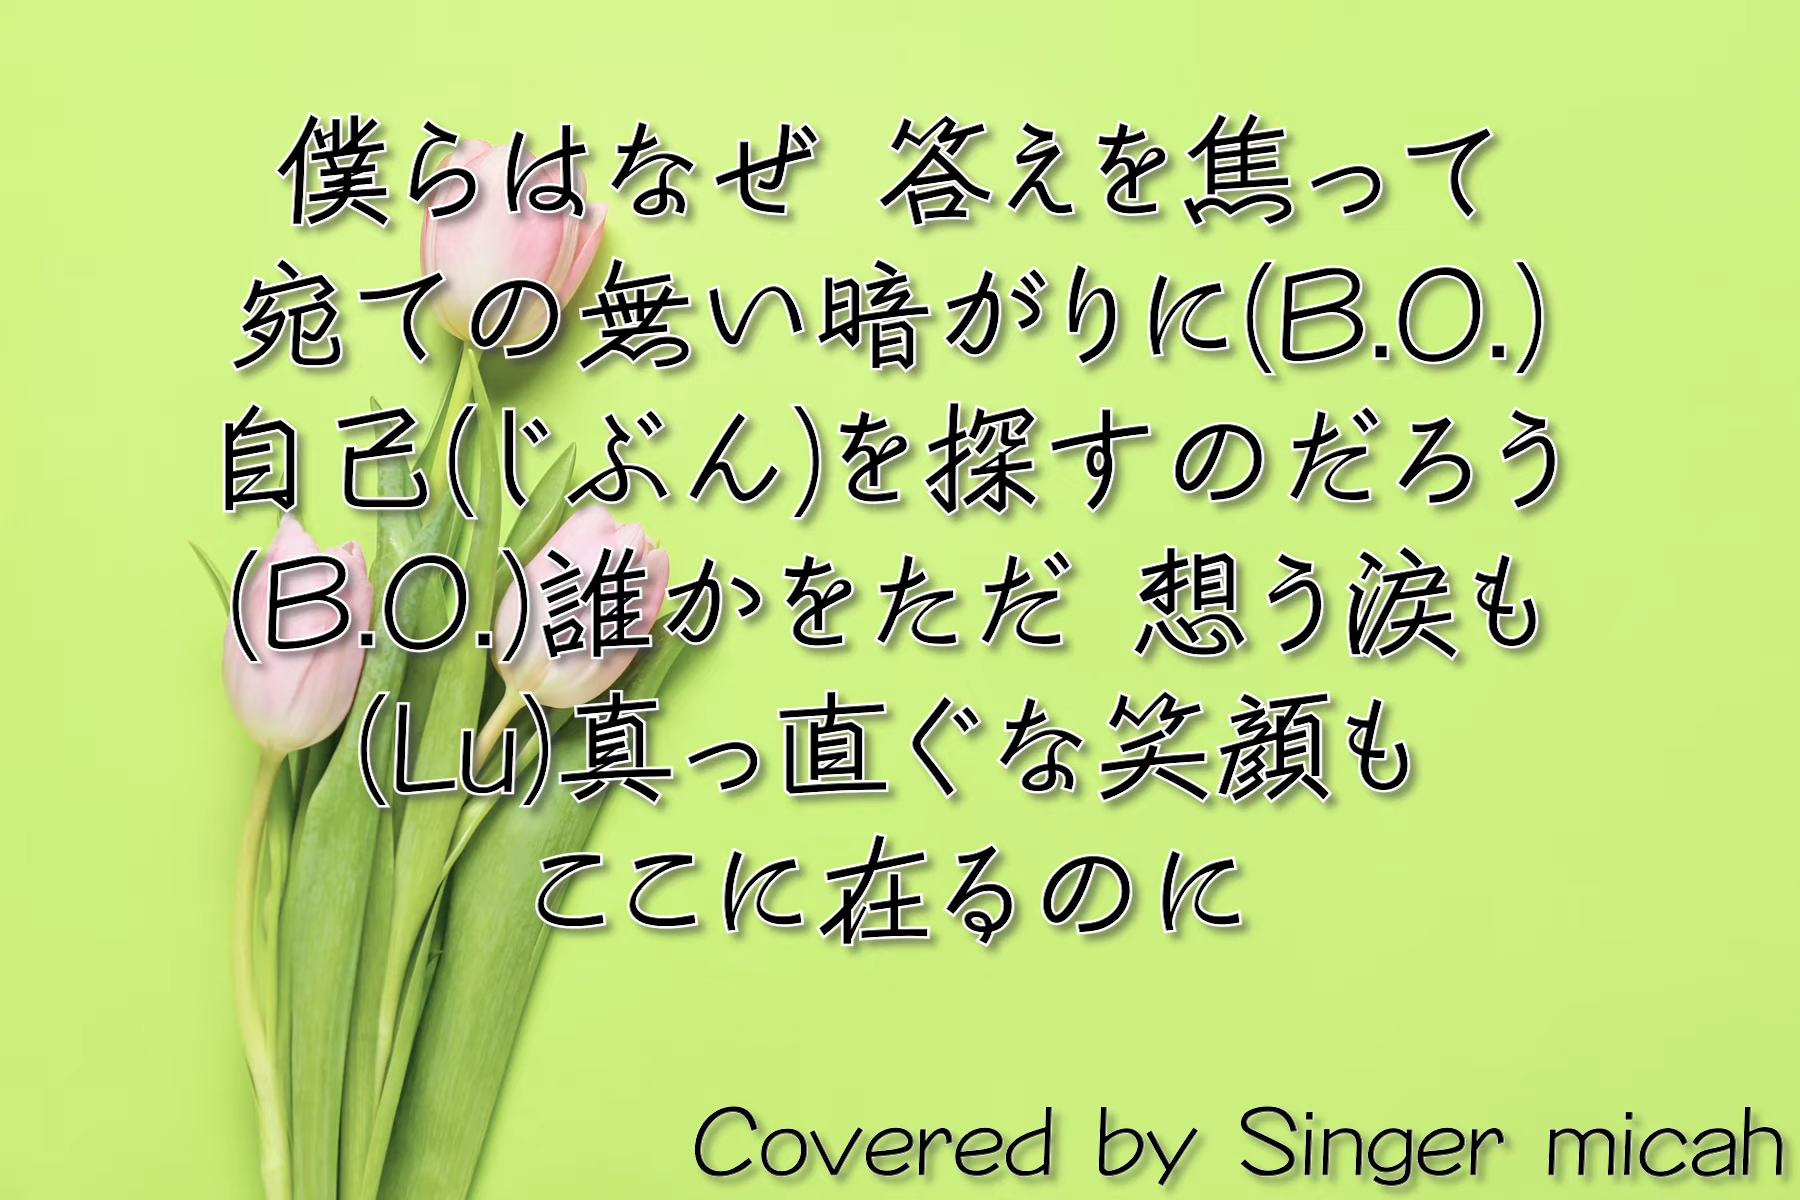 僕らはなぜ 答えを焦って
宛ての無い暗がりに(B.O.)
自己(じぶん)を探すのだろう
(B.O.)誰かをただ 想う涙も
(Lu)真っ直ぐな笑顔も
ここに在るのに
Covered by Singer micah